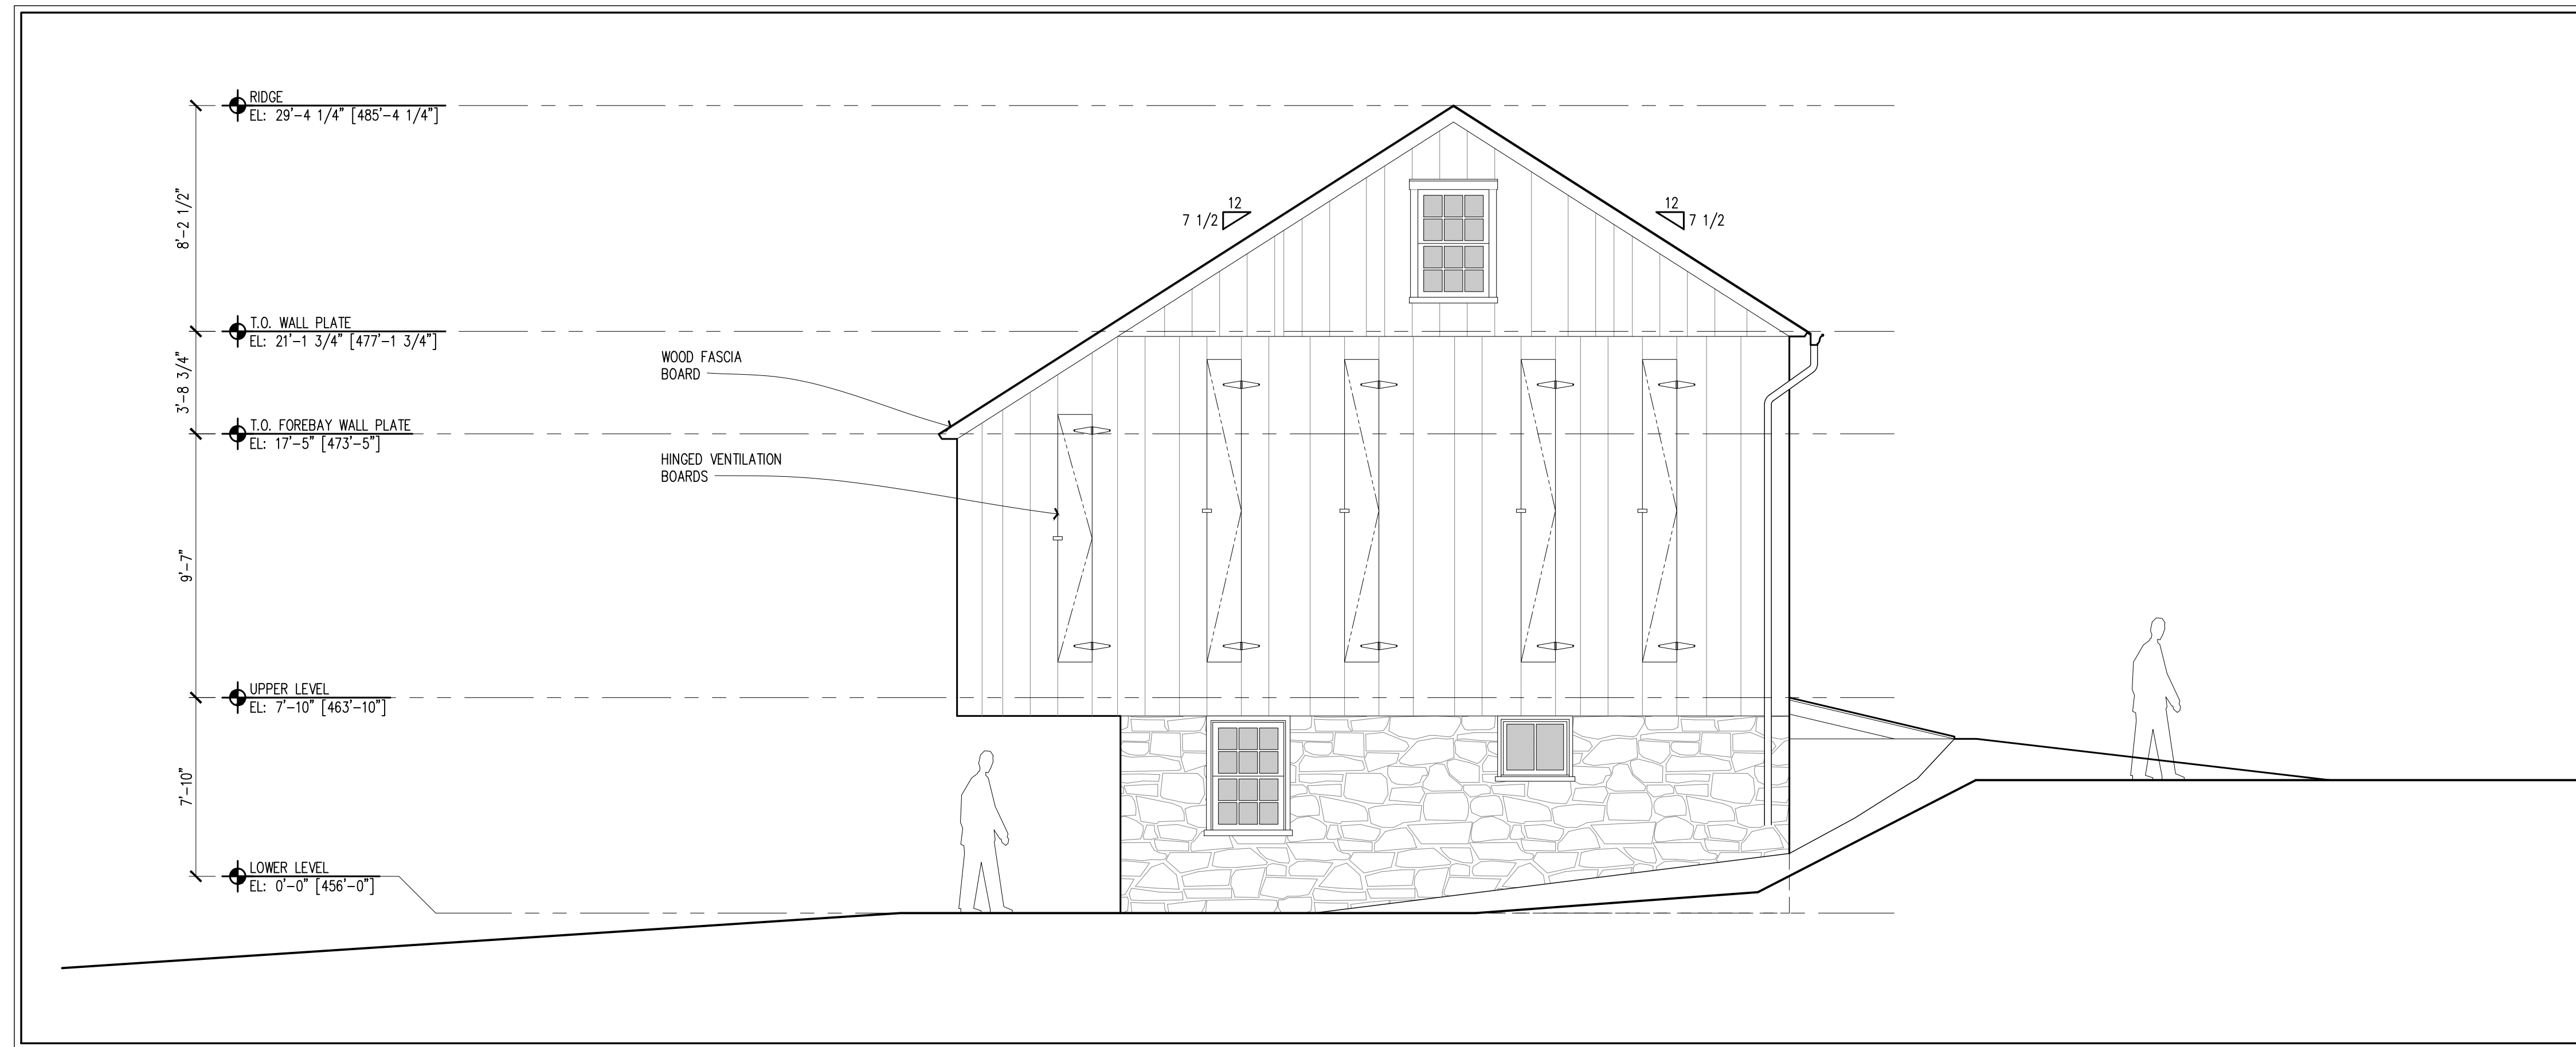 RIDGE
EL: 29'-4 1/4" [485'-4 1/4"]
8'-2 1/2"
12
7 1/2
12
7 1/2
T.O. WALL PLATE
EL: 21'-1 3/4" [477'-1 3/4"]
3'-8 3/4"
WOOD FASCIA
BOARD
T.O. FOREBAY WALL PLATE
EL: 17'-5" [473'-5"]
HINGED VENTILATION
BOARDS
9'-7"
UPPER LEVEL
EL: 7'-10" [463'-10"]
7'-10"
LOWER LEVEL
EL: 0'-0" [456'-0"]